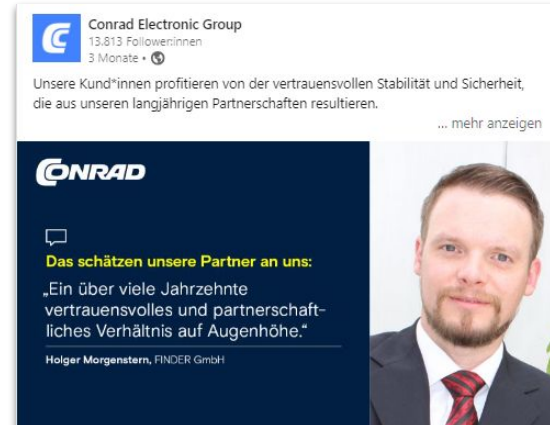 Conrad Electronic Group
13.813 Follower:innen
3 Monate •
Unsere Kund*innen profitieren von der vertrauensvollen Stabilität und Sicherheit,
die aus unseren langjährigen Partnerschaften resultieren.
... mehr anzeigen
CONRAD
Das schätzen unsere Partner an uns:
„Ein über viele Jahrzehnte
vertrauensvolles und partnerschaft-
liches Verhältnis auf Augenhöhe.“
Holger Morgenstern, FINDER GmbH